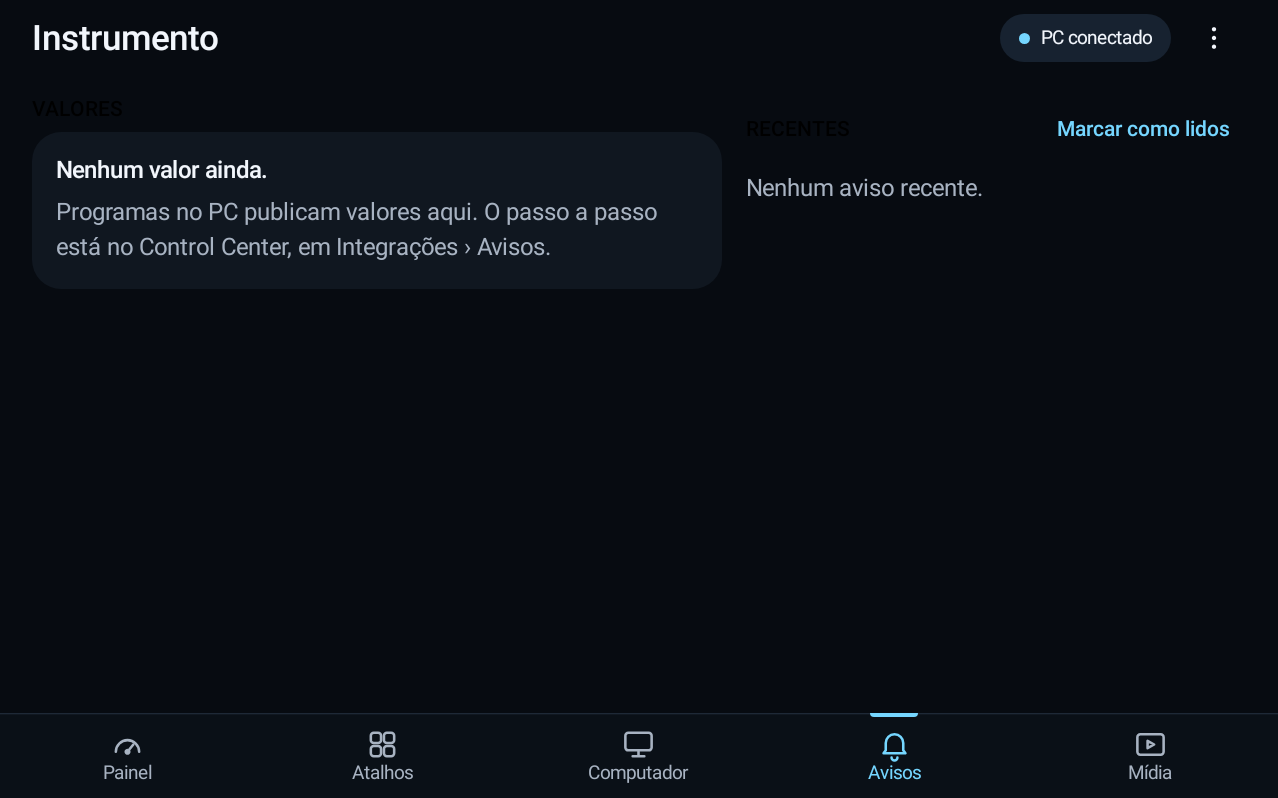 Instrumento
PC conectado
VALORES
Nenhum valor ainda.
Programas no PC publicam valores aqui. O passo a passo
está no Control Center, em Integrações › Avisos.
RECENTES
Marcar como lidos
Nenhum aviso recente.
Painel
Atalhos
Computador
Avisos
Mídia